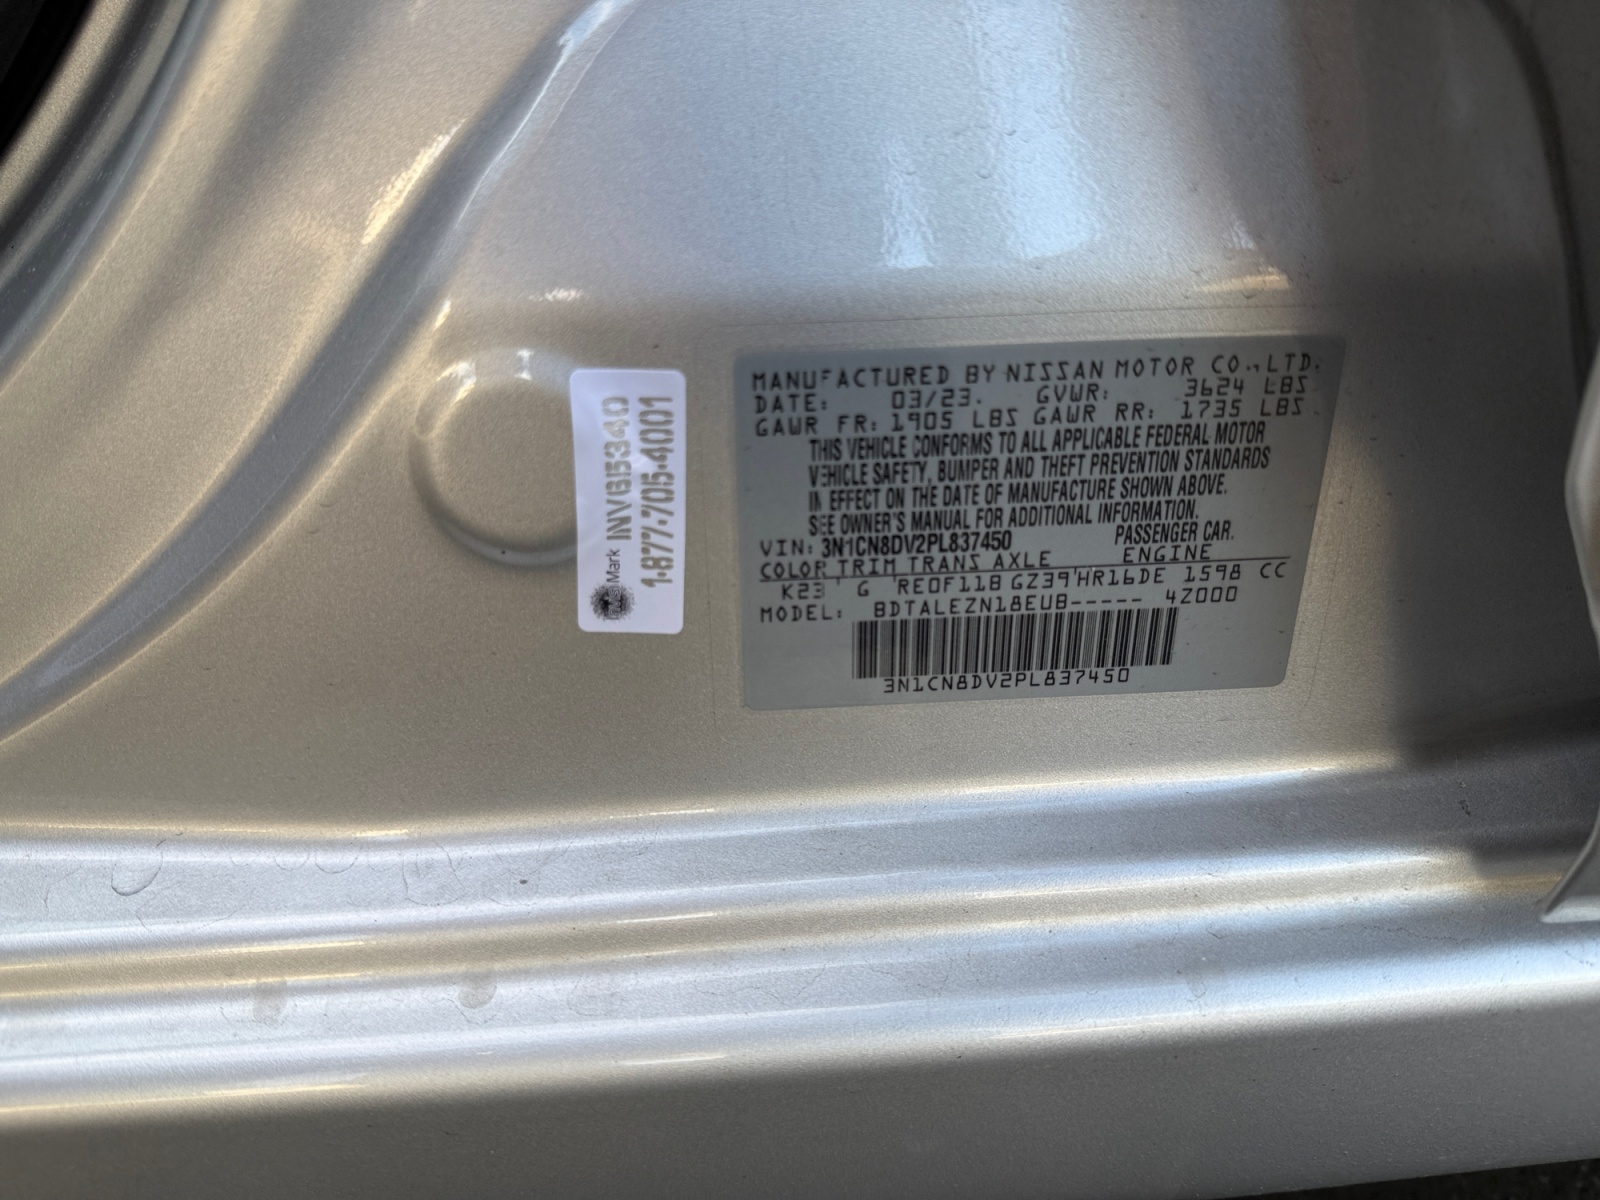 INV615340
1-877-705-4001
Mark
MANUFACTURED BY NISSAN MOTOR CO., LTD.
DATE: 03/23. GVWR: 3624 LBS
GAWR FR: 1905 LBS GAWR RR: 1735 LBS
THIS VEHICLE CONFORMS TO ALL APPLICABLE FEDERAL MOTOR
VEHICLE SAFETY, BUMPER AND THEFT PREVENTION STANDARDS
IN EFFECT ON THE DATE OF MANUFACTURE SHOWN ABOVE.
SEE OWNER'S MANUAL FOR ADDITIONAL INFORMATION.
VIN: 3N1CN8DV2PL837450 PASSENGER CAR.
COLOR TRIM TRANS AXLE ENGINE
K23 G RE0F11B GZ39 HR16DE 1598 CC
MODEL: BDTALEZN18EUB----- 4Z000
3N1CN8DV2PL837450